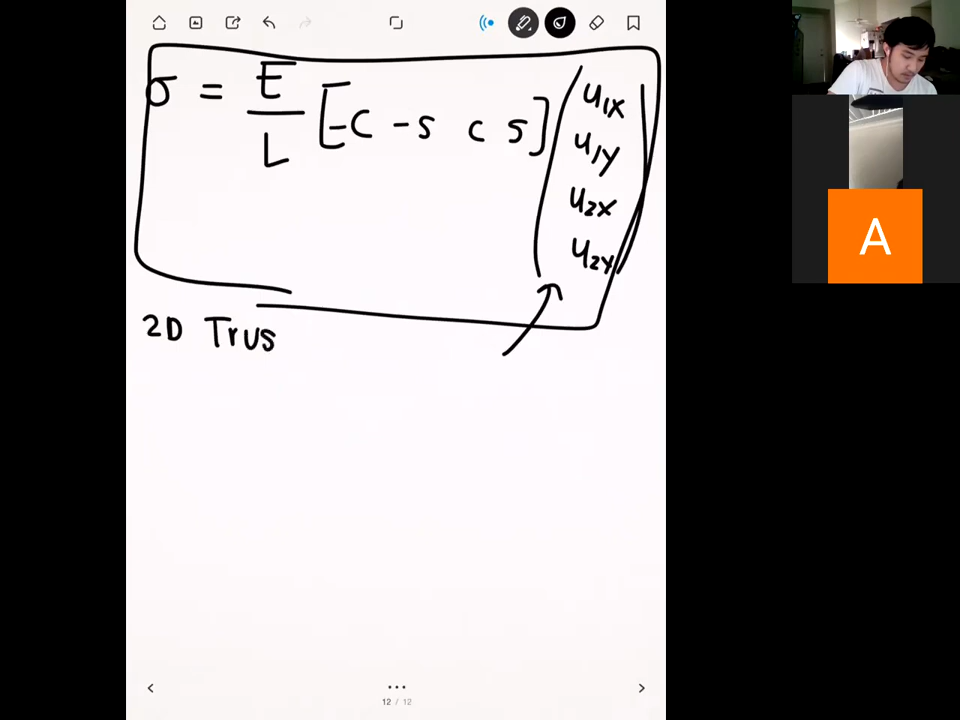 σ = E/L [-C -S C S] (u1x
u1y
u2x
u2y)
2D Trus
12 / 12
A